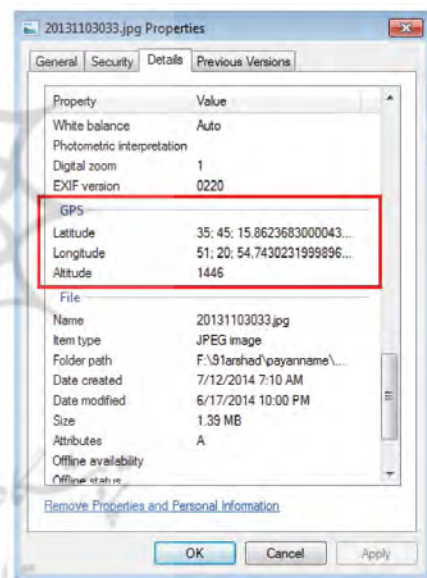 20131103033.jpg Properties
General Security Details Previous Versions
Property Value
White balance Auto
Photometric interpretation
Digital zoom 1
EXIF version 0220
GPS
Latitude 35; 45; 15.8623683000043...
Longitude 51; 20; 54.7430231999896...
Altitude 1446
File
Name 20131103033.jpg
Item type JPEG image
Folder path F:\91arshad\payanname\...
Date created 7/12/2014 7:10 AM
Date modified 6/17/2014 10:00 PM
Size 1.39 MB
Attributes A
Offline availability
Offline status
Remove Properties and Personal Information
OK Cancel Apply